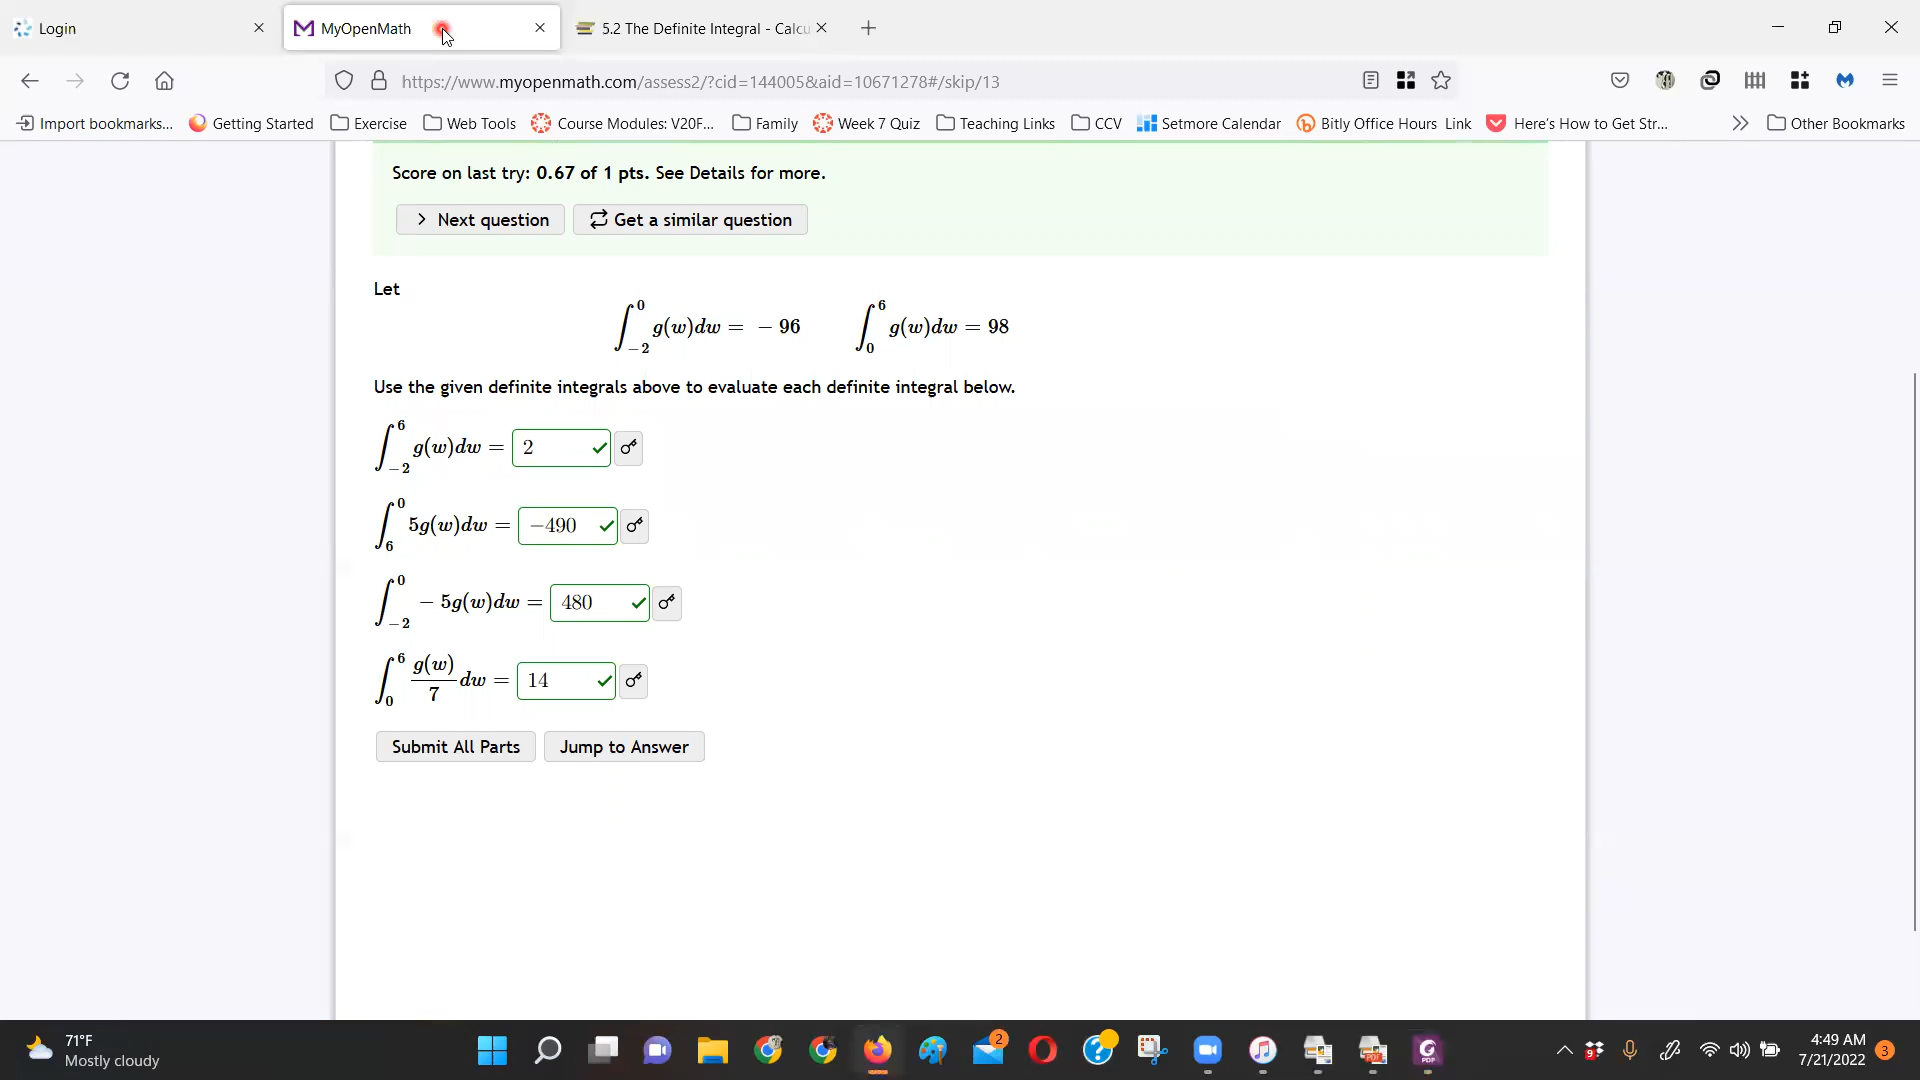 Login
MyOpenMath
5.2 The Definite Integral - Calcu
https://www.myopenmath.com/assess2/?cid=144005&aid=10671278#/skip/13
Import bookmarks... Getting Started Exercise Web Tools Course Modules: V20F... Family Week 7 Quiz Teaching Links CCV Setmore Calendar Bitly Office Hours Link Here's How to Get Str... Other Bookmarks
Score on last try: 0.67 of 1 pts. See Details for more.
Next question Get a similar question
Let
∫_{-2}^{0} g(w)dw = − 96 ∫_{0}^{6} g(w)dw = 98
Use the given definite integrals above to evaluate each definite integral below.
∫_{-2}^{6} g(w)dw = 2
∫_{6}^{0} 5g(w)dw = −490
∫_{-2}^{0} − 5g(w)dw = 480
∫_{0}^{6} g(w)/7 dw = 14
Submit All Parts Jump to Answer
71°F
Mostly cloudy
2
9
4:49 AM
7/21/2022
3